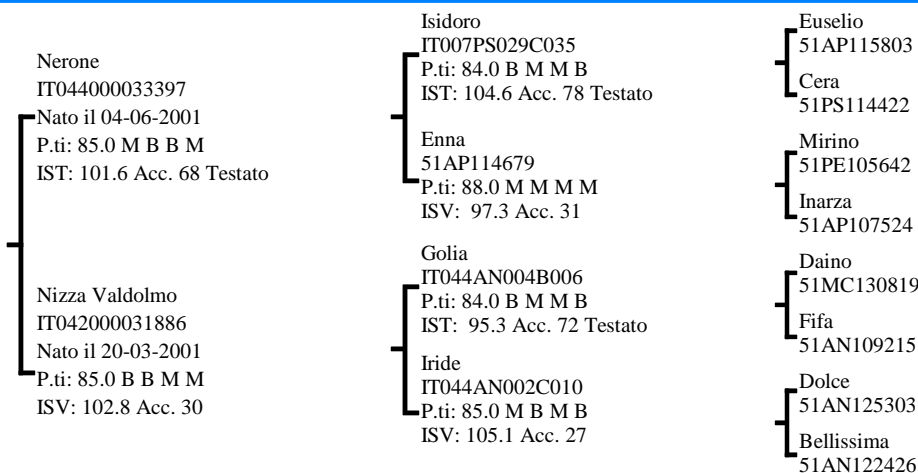 Nerone
IT044000033397
Nato il 04-06-2001
P.ti: 85.0 M B B M
IST: 101.6 Acc. 68 Testato
Nizza Valdolmo
IT042000031886
Nato il 20-03-2001
P.ti: 85.0 B B M M
ISV: 102.8 Acc. 30
Isidoro
IT007PS029C035
P.ti: 84.0 B M M B
IST: 104.6 Acc. 78 Testato
Enna
51AP114679
P.ti: 88.0 M M M M
ISV: 97.3 Acc. 31
Golia
IT044AN004B006
P.ti: 84.0 B M M B
IST: 95.3 Acc. 72 Testato
Iride
IT044AN002C010
P.ti: 85.0 M B M B
ISV: 105.1 Acc. 27
Euselio
51AP115803
Cera
51PS114422
Mirino
51PE105642
Inarza
51AP107524
Daino
51MC130819
Fifa
51AN109215
Dolce
51AN125303
Bellissima
51AN122426